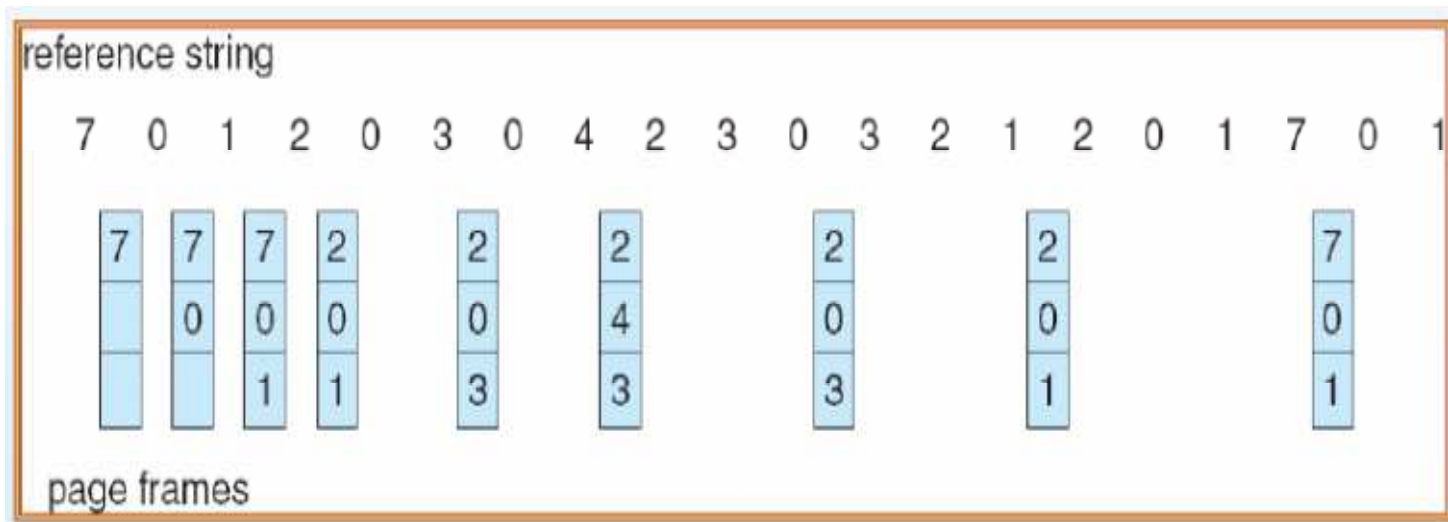 reference string
7 0 1 2 0 3 0 4 2 3 0 3 2 1 2 0 1 7 0 1
7 7 7 2 2 2 2 2 7
0 0 0 0 4 0 0 0
1 1 3 3 3 1 1
page frames